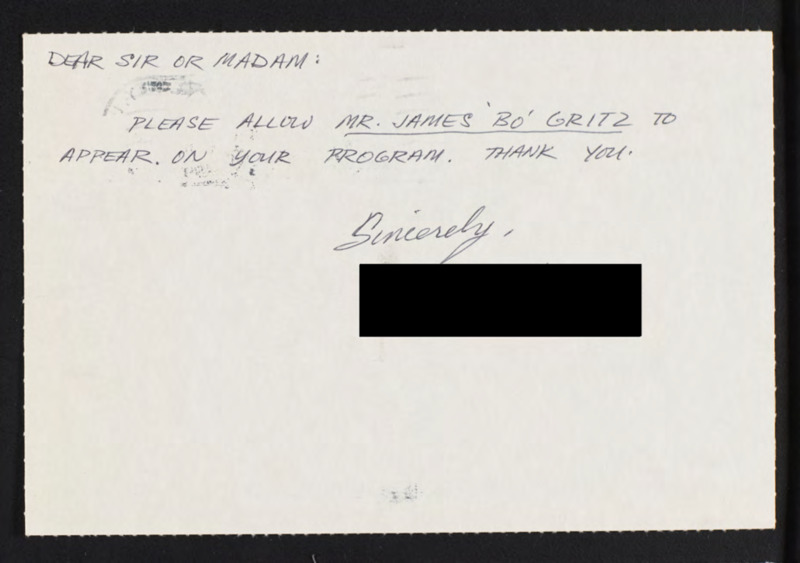 DEAR SIR OR MADAM:
PLEASE ALLOW MR. JAMES 'BO' GRITZ TO
APPEAR. ON YOUR PROGRAM. THANK YOU.
Sincerely,